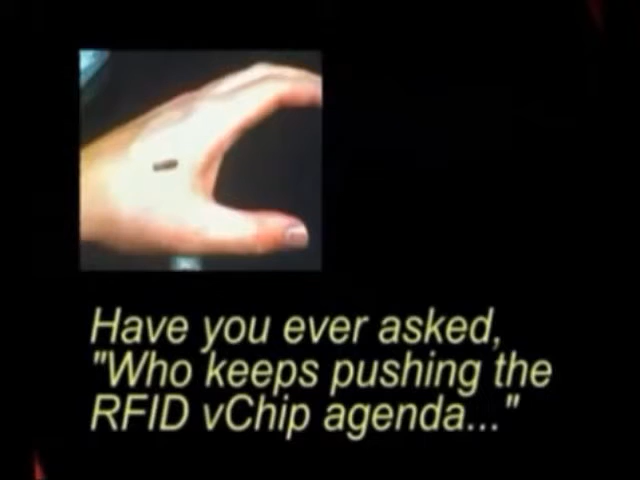 Have you ever asked,
"Who keeps pushing the
RFID vChip agenda..."